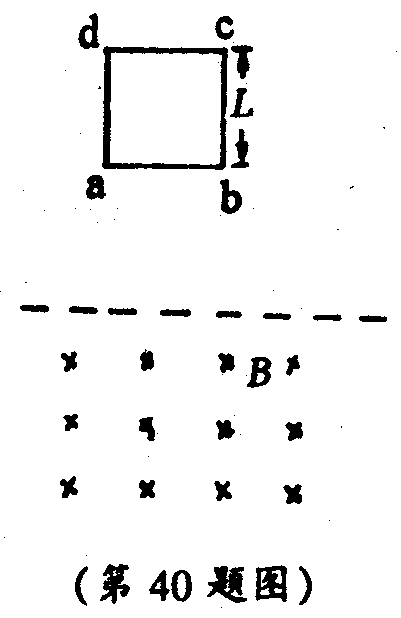 d c
L
a b
× × × B ×
× × × ×
× × × ×
(第 40 题图)